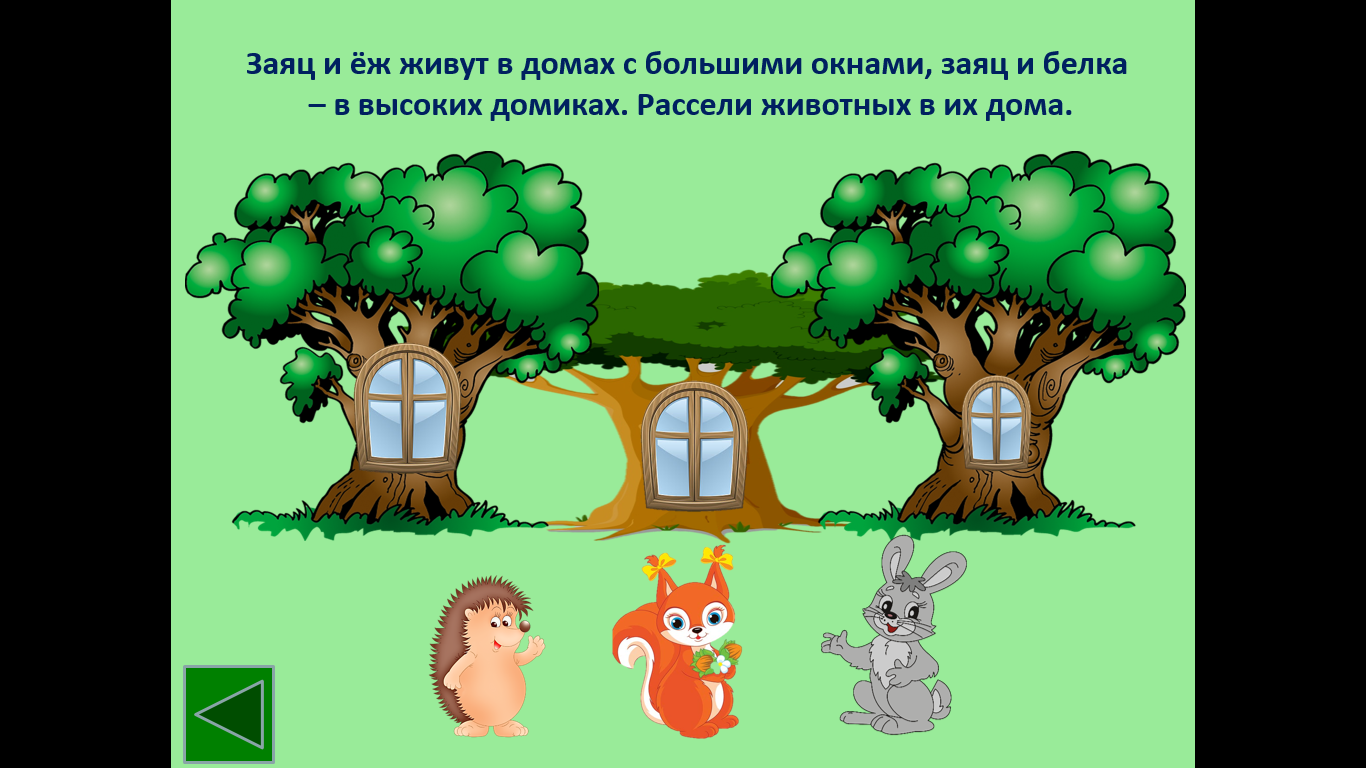 Заяц и ёж живут в домах с большими окнами, заяц и белка
– в высоких домиках. Рассели животных в их дома.